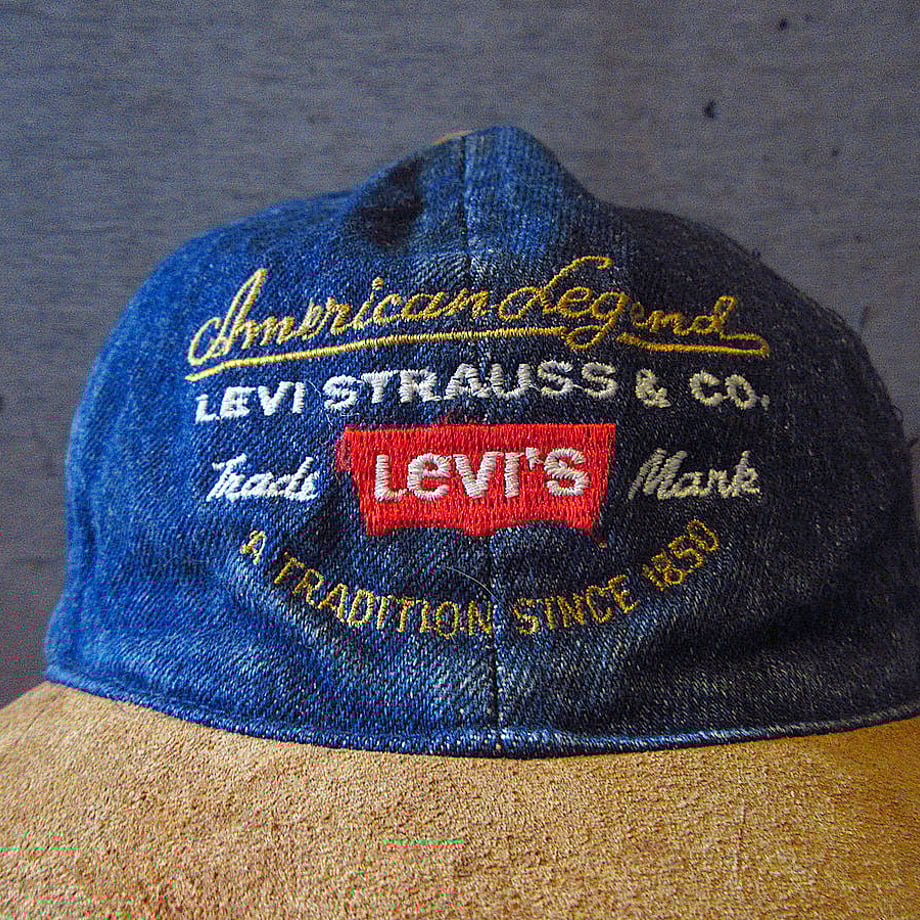 American Legend
LEVI STRAUSS & CO.
Trade LEVI'S Mark
A TRADITION SINCE 1850